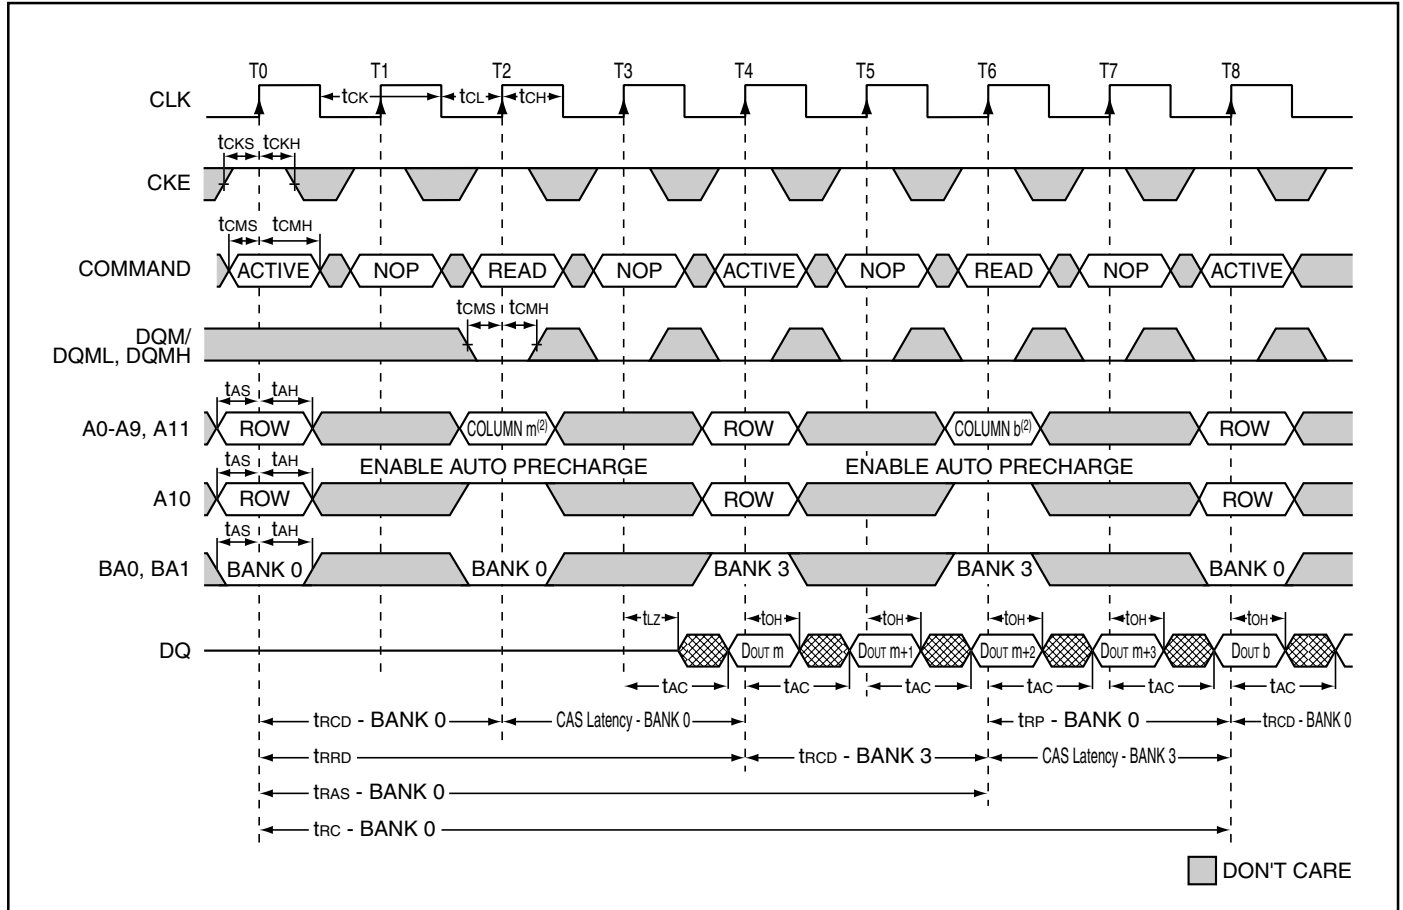 T0 T1 T2 T3 T4 T5 T6 T7 T8
CLK
tCK tCL tCH
tCKS tCKH
CKE
tCMS tCMH
COMMAND ACTIVE NOP READ NOP ACTIVE NOP READ NOP ACTIVE
tCMS tCMH
DQM/
DQML, DQMH
tAS tAH
A0-A9, A11 ROW COLUMN m(2) ROW COLUMN b(2) ROW
tAS tAH ENABLE AUTO PRECHARGE ENABLE AUTO PRECHARGE
A10 ROW ROW ROW
tAS tAH
BA0, BA1 BANK 0 BANK 0 BANK 3 BANK 3 BANK 0
tLZ tOH tOH tOH tOH tOH
DQ DOUT m DOUT m+1 DOUT m+2 DOUT m+3 DOUT b
tAC tAC tAC tAC tAC tAC
tRCD - BANK 0 CAS Latency - BANK 0 tRP - BANK 0 tRCD - BANK 0
tRRD tRCD - BANK 3 CAS Latency - BANK 3
tRAS - BANK 0
tRC - BANK 0
DON'T CARE